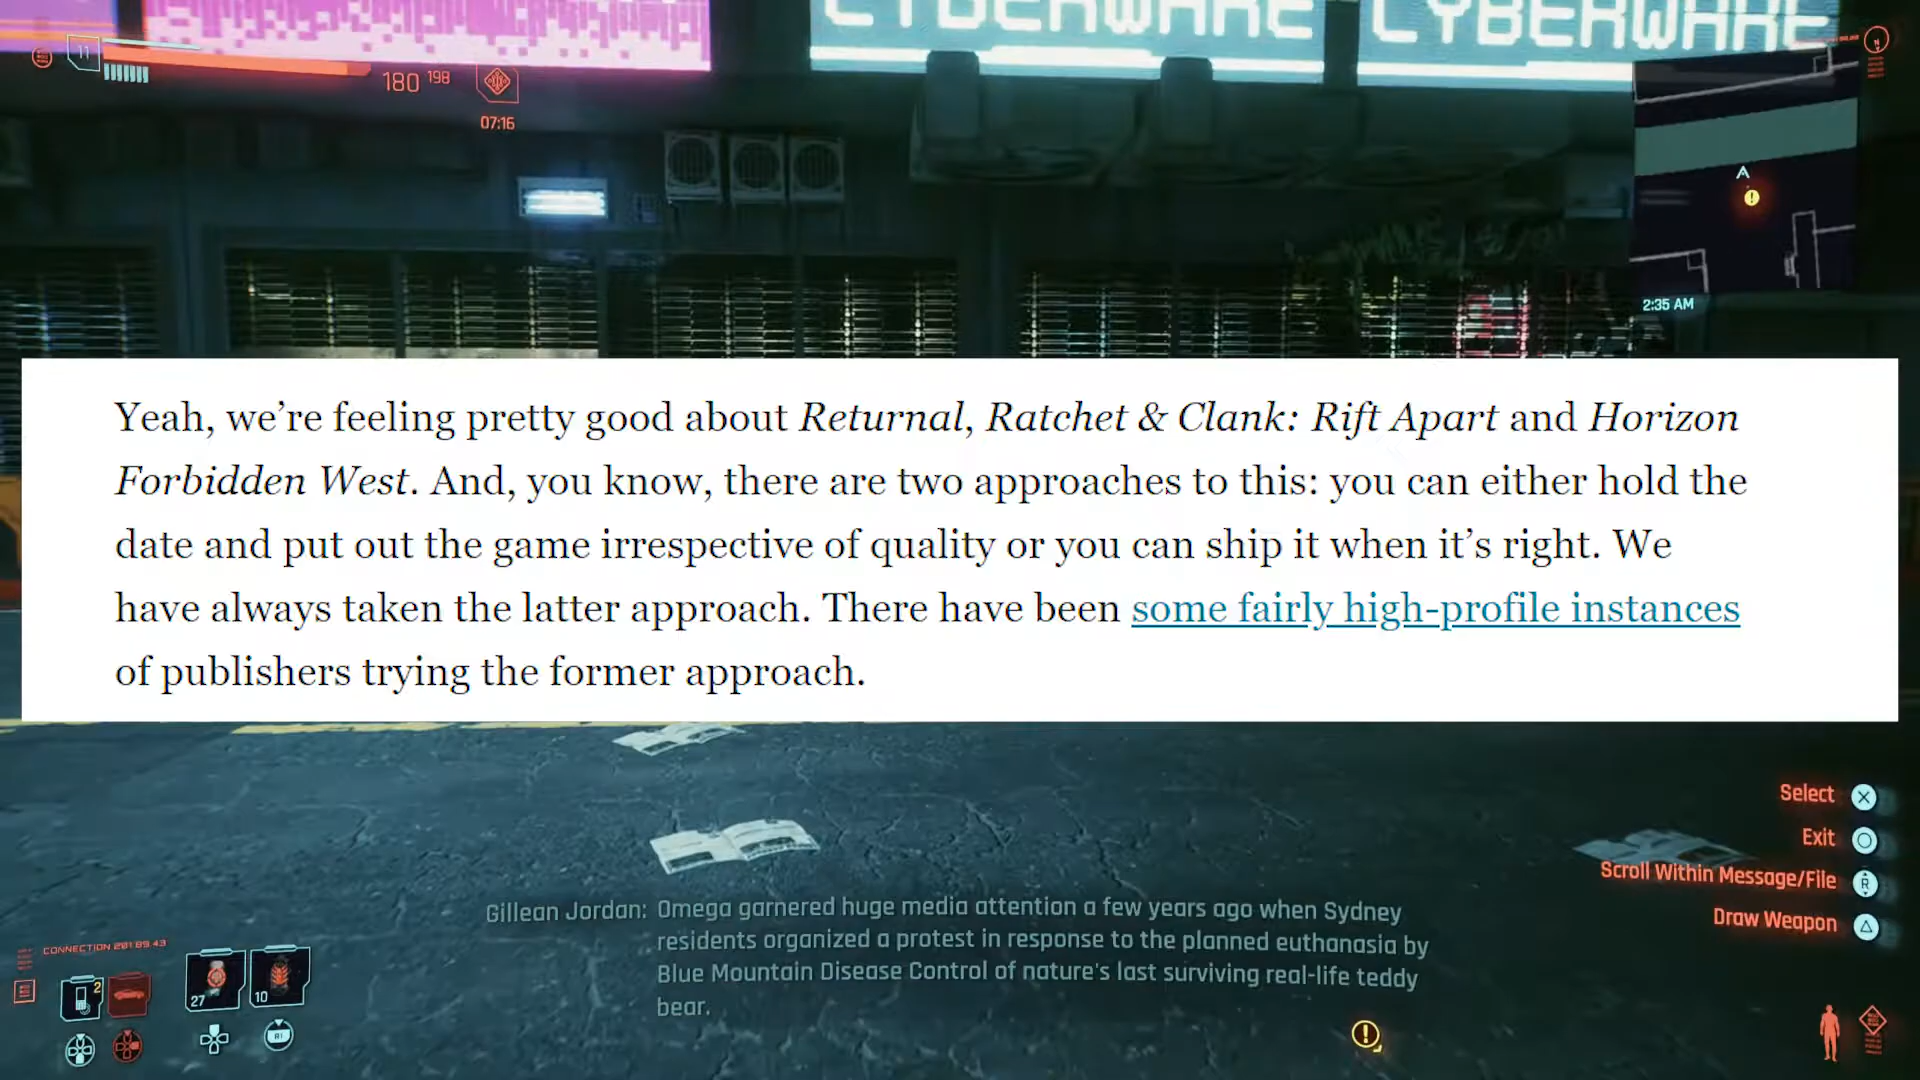 CYBERWARE CYBERWARE
11
180 198
07:16
N
2:35 AM
Yeah, we’re feeling pretty good about Returnal, Ratchet & Clank: Rift Apart and Horizon
Forbidden West. And, you know, there are two approaches to this: you can either hold the
date and put out the game irrespective of quality or you can ship it when it’s right. We
have always taken the latter approach. There have been some fairly high-profile instances
of publishers trying the former approach.
Select
Exit
Scroll Within Message/File R
Draw Weapon
Gillean Jordan: Omega garnered huge media attention a few years ago when Sydney
residents organized a protest in response to the planned euthanasia by
Blue Mountain Disease Control of nature's last surviving real-life teddy
bear.
CONNECTION 201.89.43
2
27
10